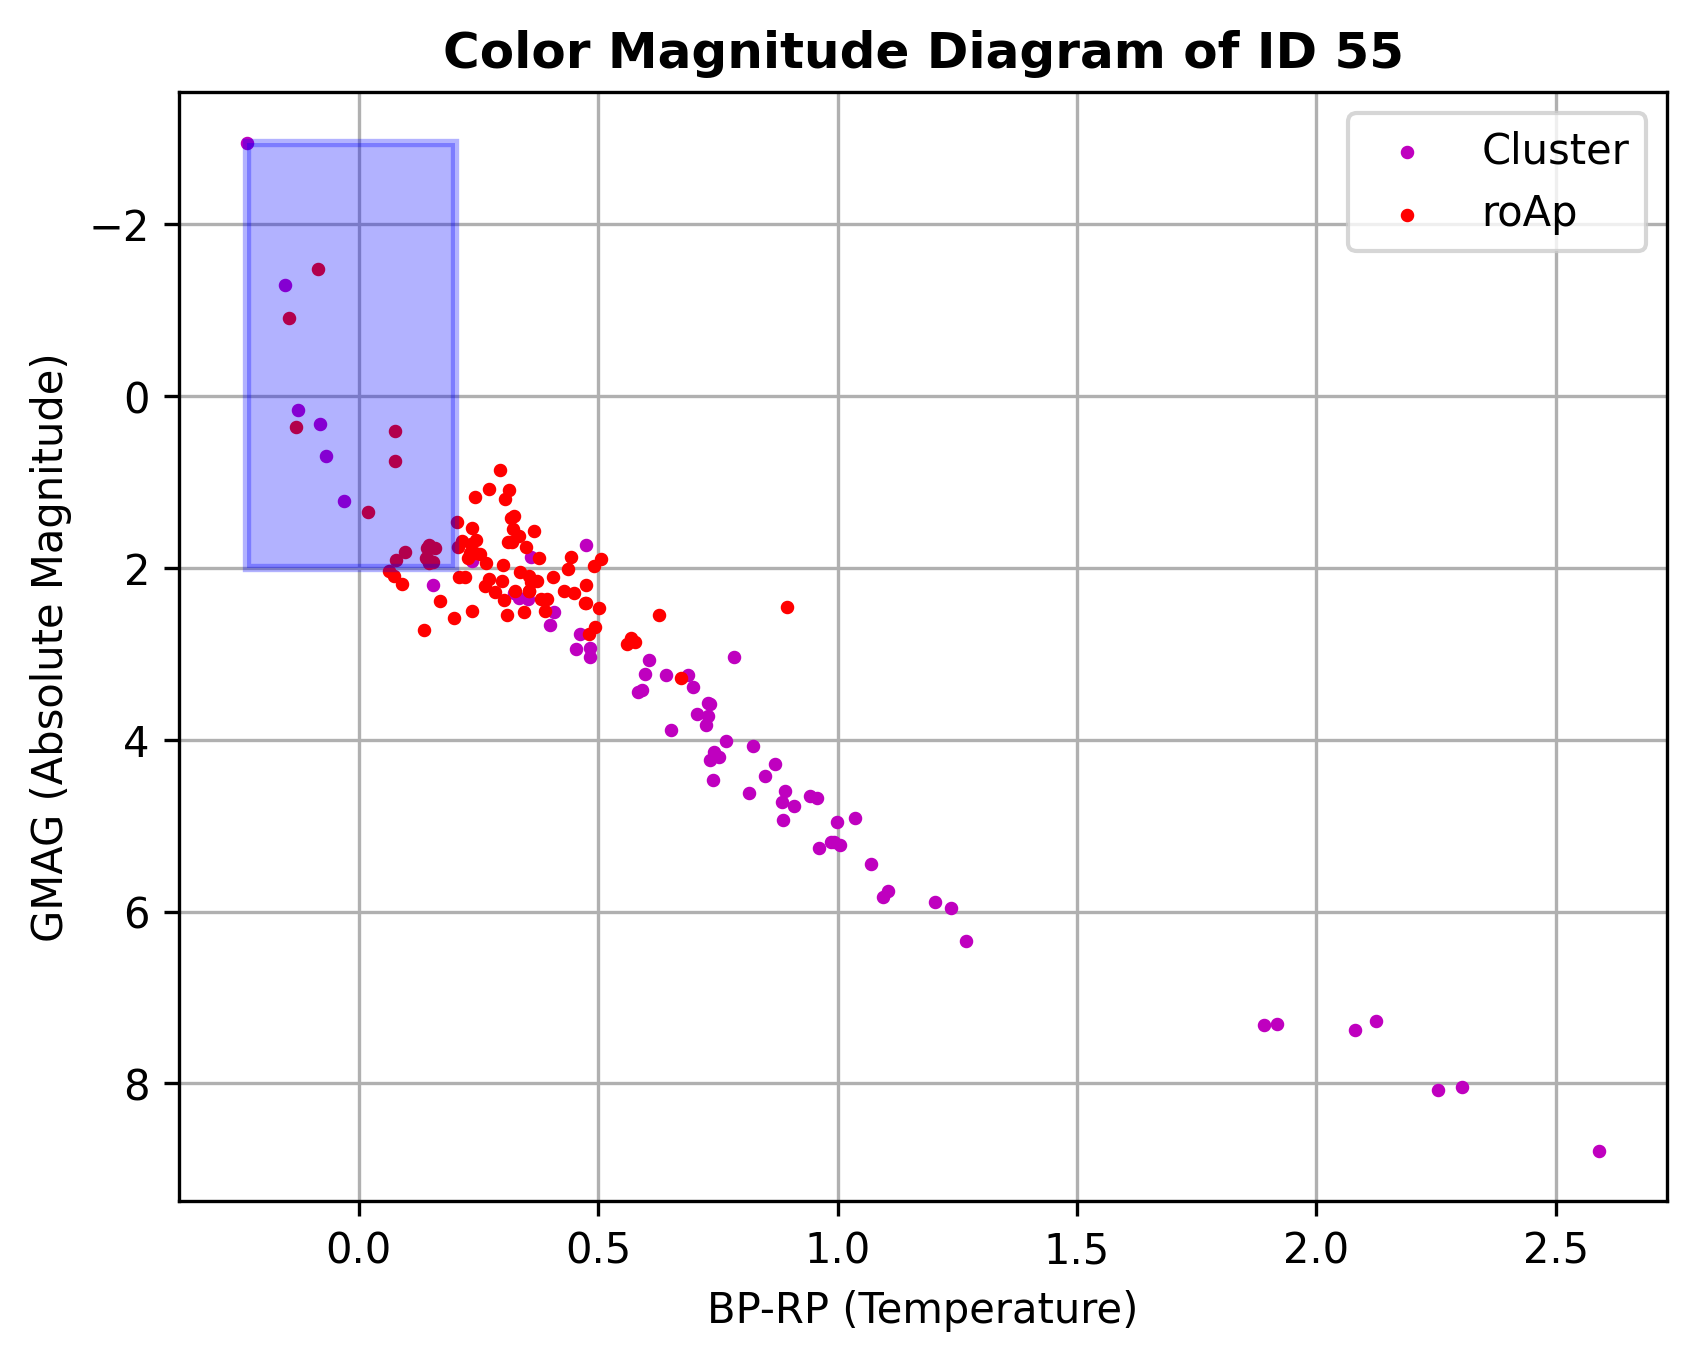 Color Magnitude Diagram of ID 55
Cluster
roAp
GMAG (Absolute Magnitude)
−2
0
2
4
6
8
0.0 0.5 1.0 1.5 2.0 2.5
BP-RP (Temperature)